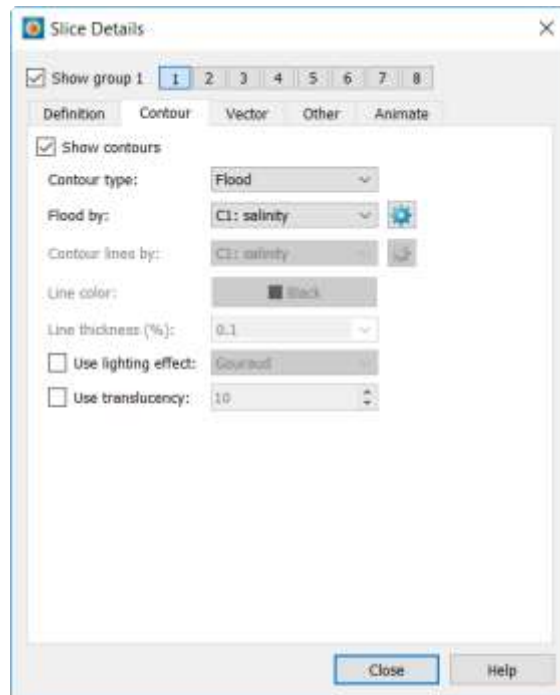 Slice Details
Show group 1 1 2 3 4 5 6 7 8
Definition Contour Vector Other Animate
Show contours
Contour type: Flood
Flood by: C1: salinity
Contour lines by: C1: salinity
Line color: Black
Line thickness (%): 0.1
Use lighting effect: Gouraud
Use translucency: 10
Close Help